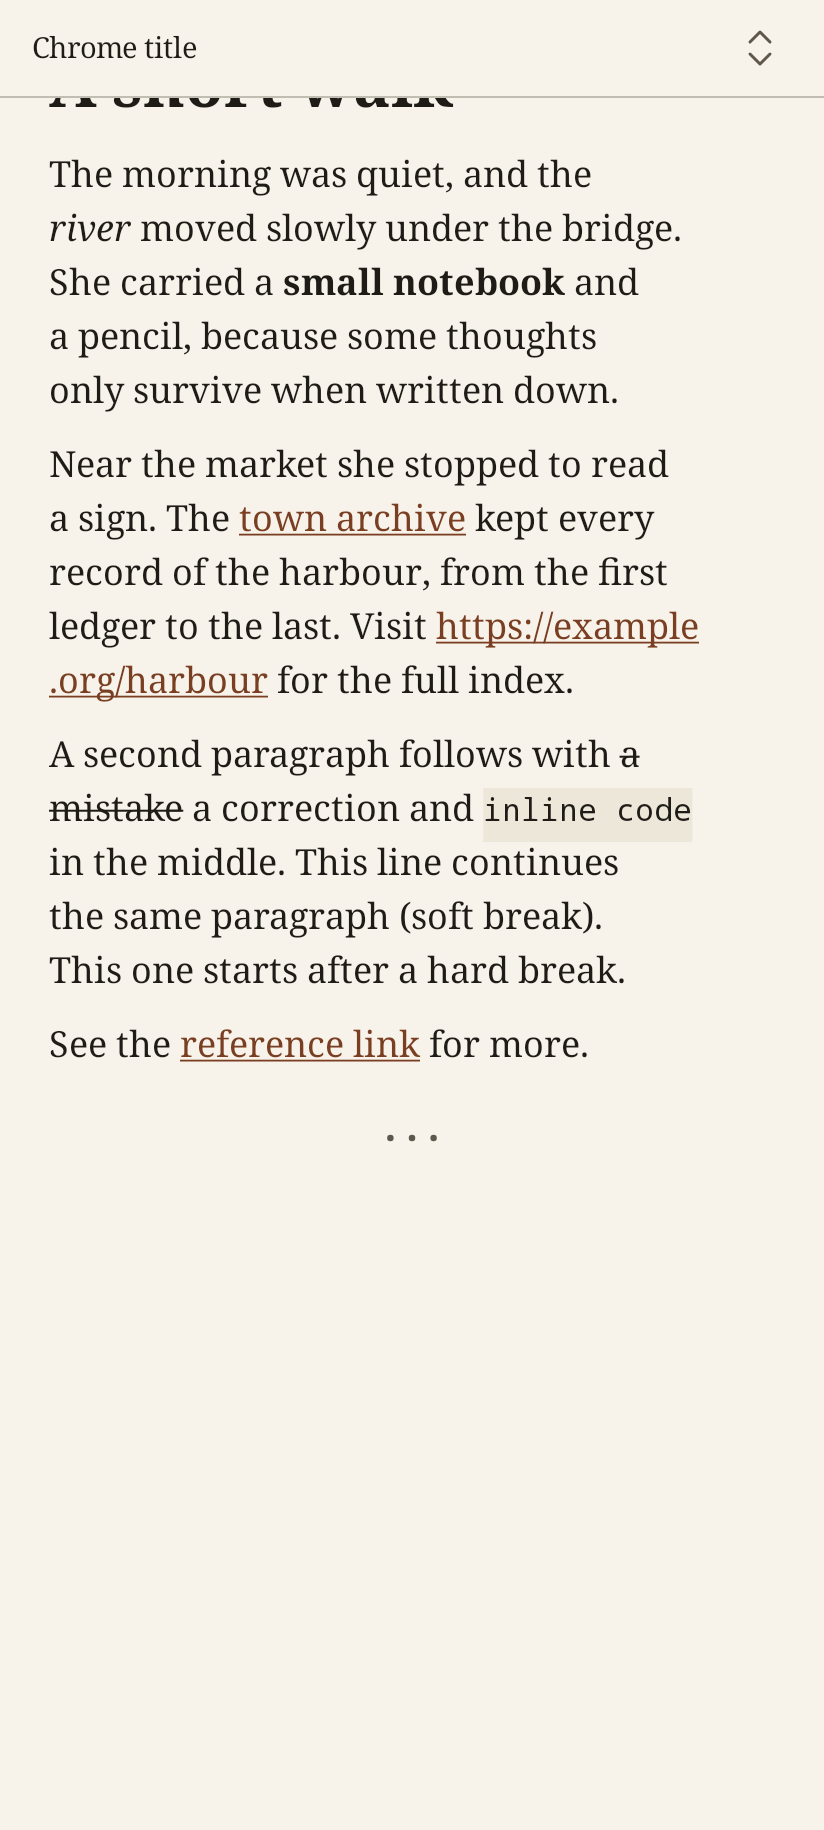 Chrome title
A short walk
The morning was quiet, and the
river moved slowly under the bridge.
She carried a small notebook and
a pencil, because some thoughts
only survive when written down.
Near the market she stopped to read
a sign. The town archive kept every
record of the harbour, from the first
ledger to the last. Visit https://example
.org/harbour for the full index.
A second paragraph follows with a
mistake a correction and inline code
in the middle. This line continues
the same paragraph (soft break).
This one starts after a hard break.
See the reference link for more.
• • •